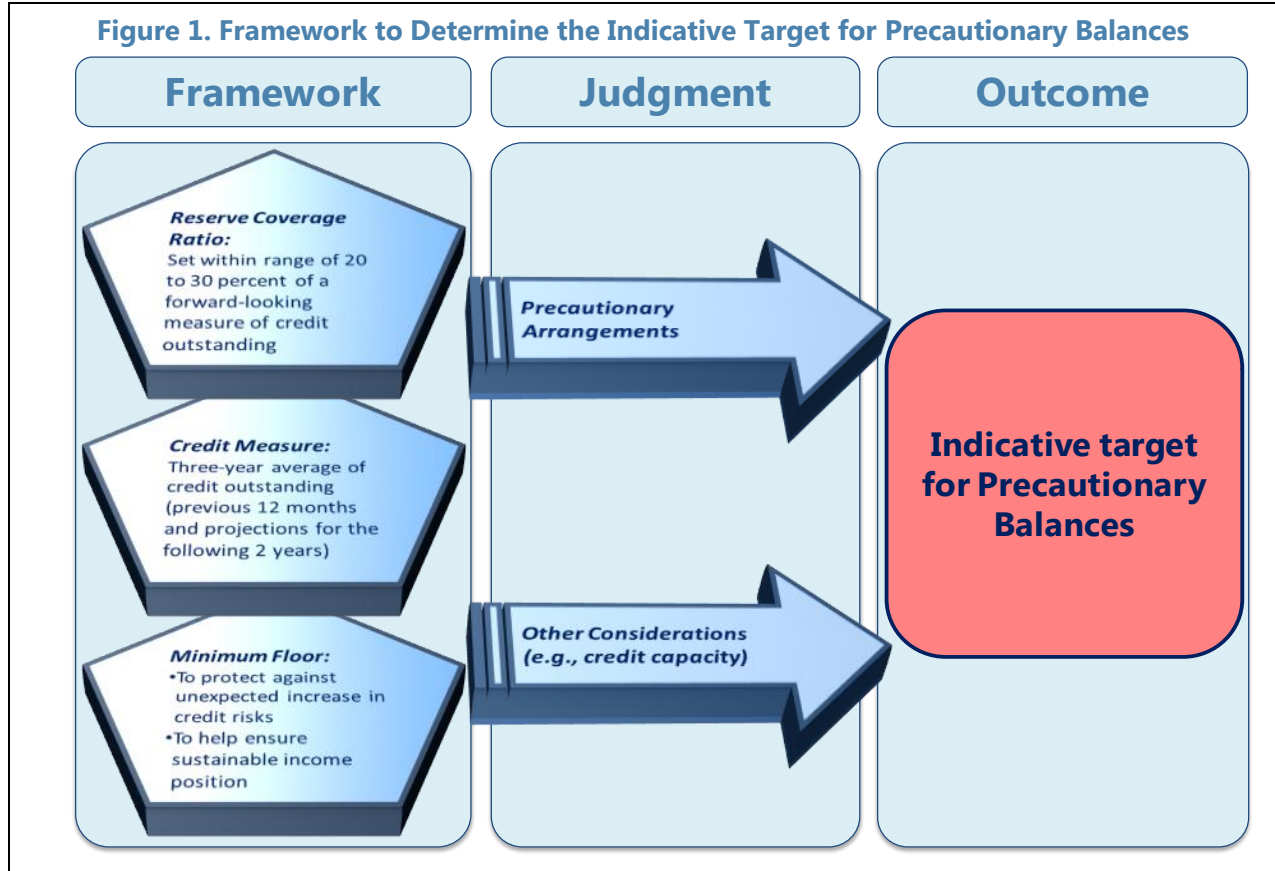 Figure 1. Framework to Determine the Indicative Target for Precautionary Balances
Framework
Judgment
Outcome
Reserve Coverage
Ratio:
Set within range of 20
to 30 percent of a
forward-looking
measure of credit
outstanding
Credit Measure:
Three-year average of
credit outstanding
(previous 12 months
and projections for the
following 2 years)
Minimum Floor:
•To protect against
unexpected increase in
credit risks
•To help ensure
sustainable income
position
Precautionary
Arrangements
Other Considerations
(e.g., credit capacity)
Indicative target
for Precautionary
Balances